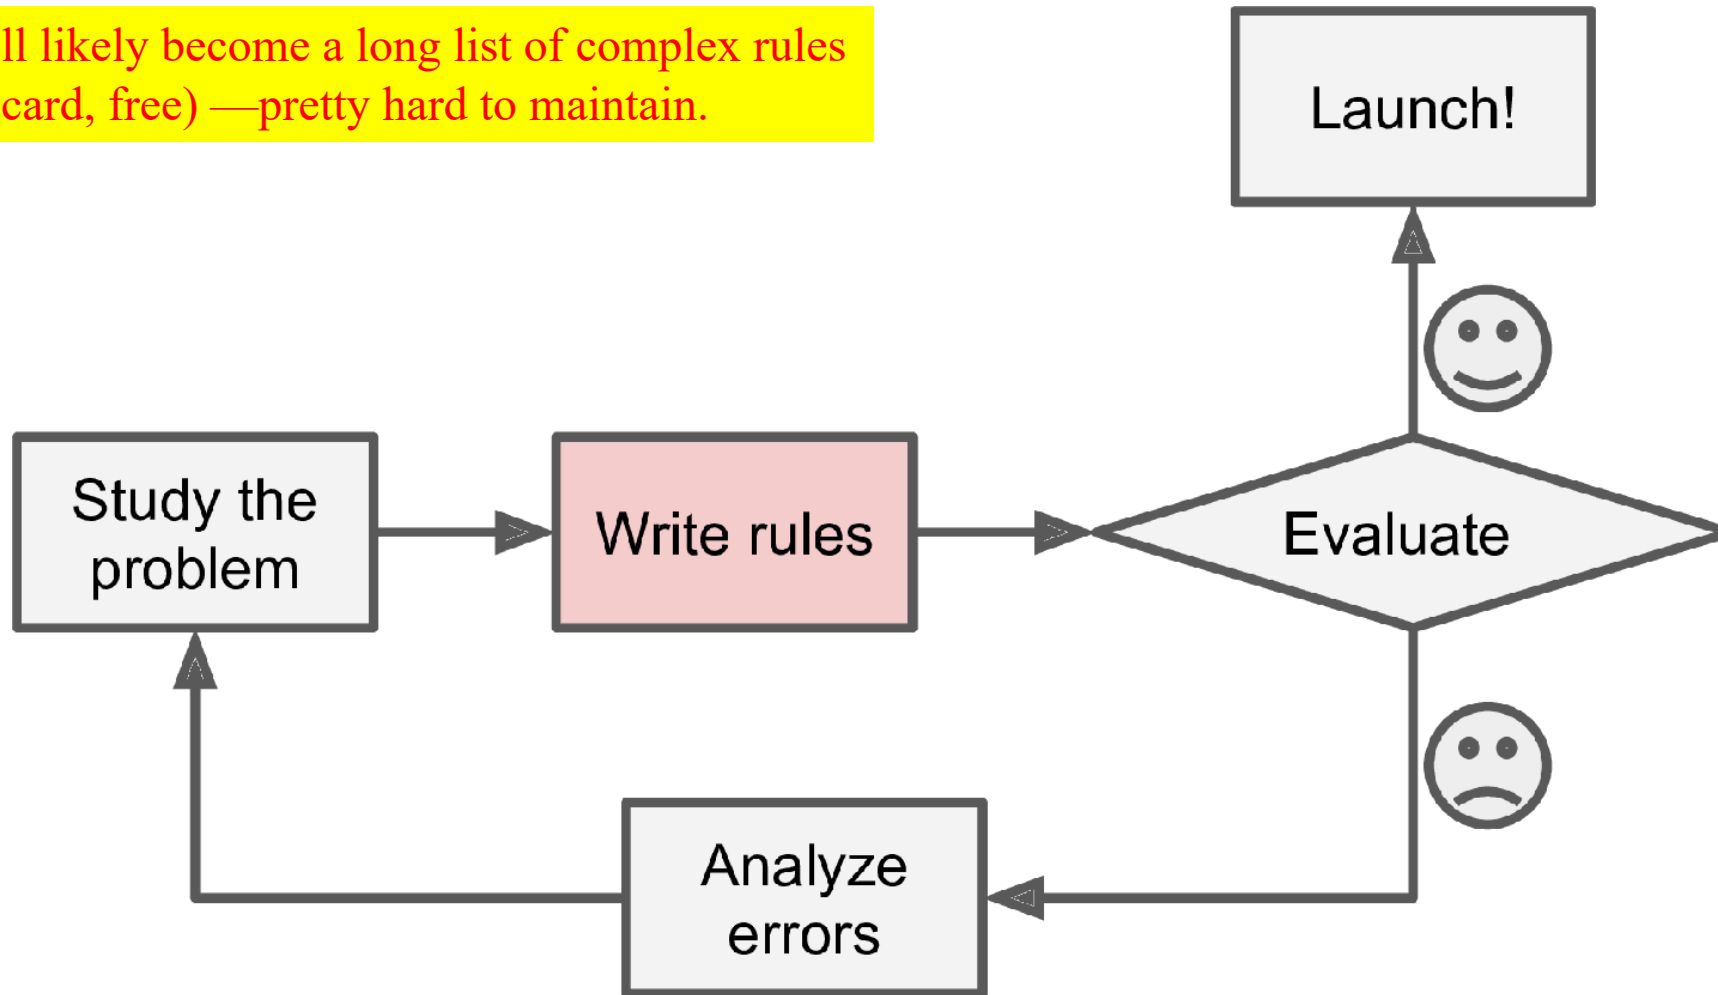 ll likely become a long list of complex rules
card, free) —pretty hard to maintain.
Launch!
Study the
problem
Write rules
Evaluate
Analyze
errors